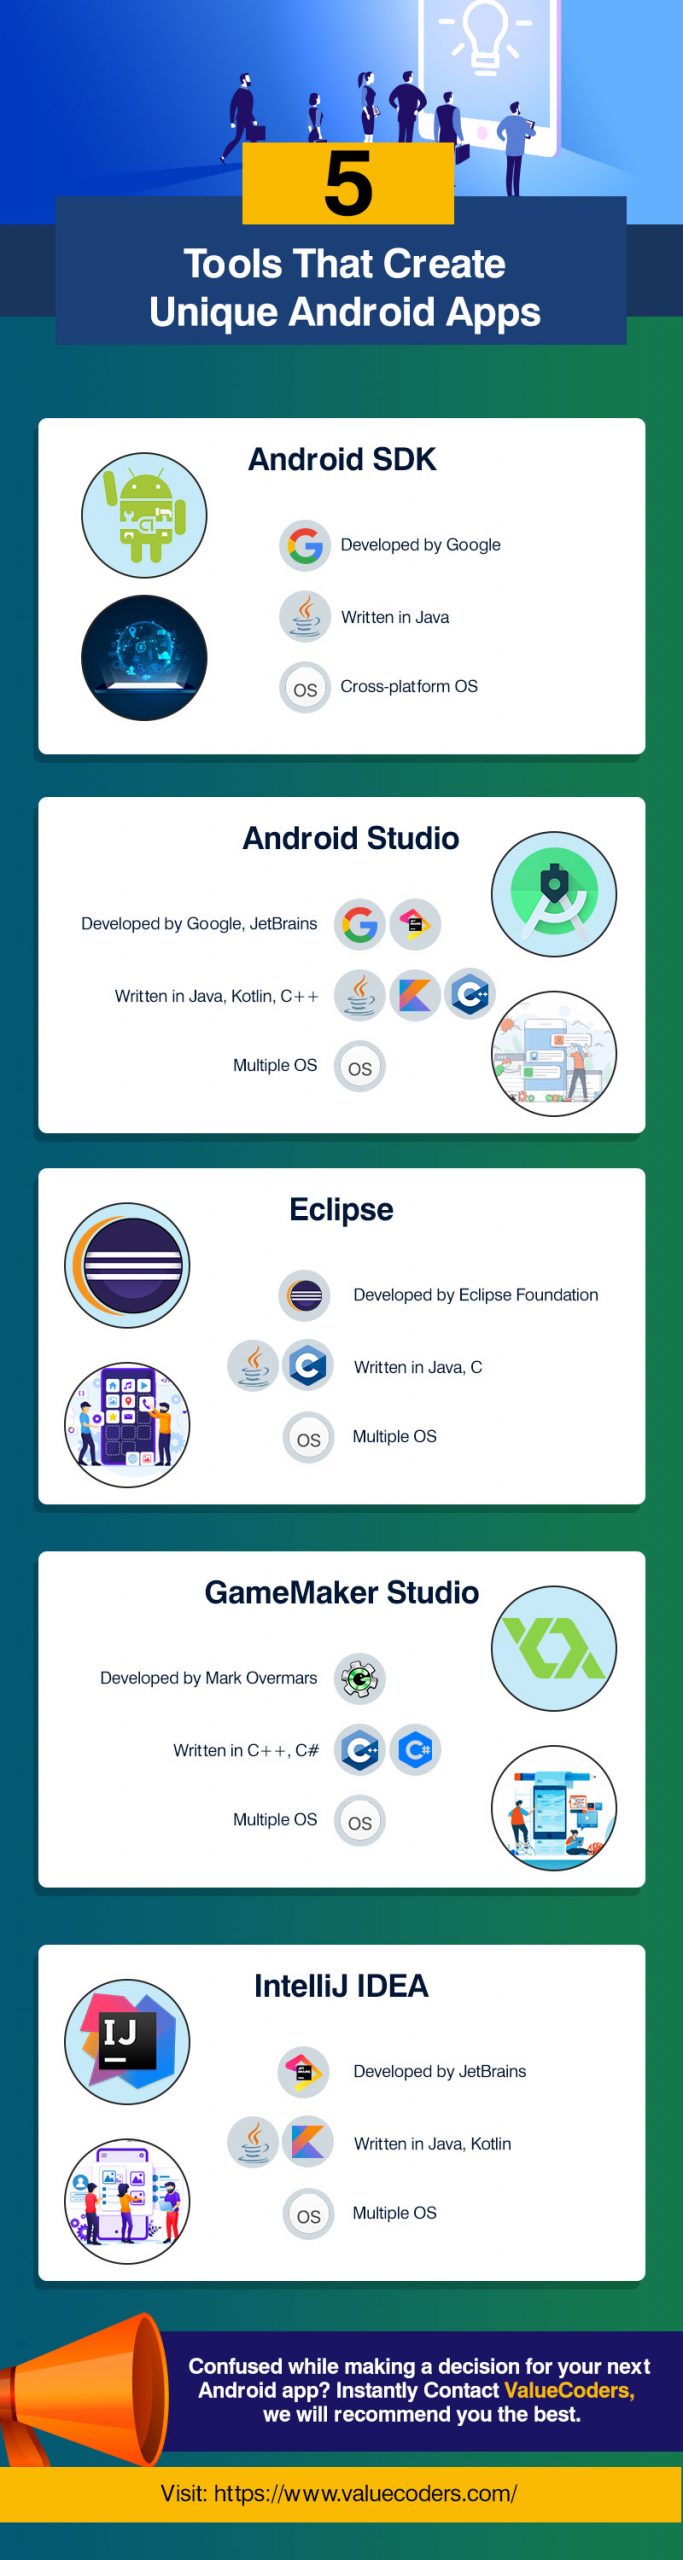 5
Tools That Create
Unique Android Apps
Android SDK
Developed by Google
Written in Java
OS
Cross-platform OS
Android Studio
Developed by Google, JetBrains
Written in Java, Kotlin, C++
Multiple OS
OS
Eclipse
Developed by Eclipse Foundation
Written in Java, C
OS
Multiple OS
GameMaker Studio
Developed by Mark Overmars
Written in C++, C#
Multiple OS
OS
IntelliJ IDEA
IJ
Developed by JetBrains
Written in Java, Kotlin
OS
Multiple OS
Confused while making a decision for your next
Android app? Instantly Contact ValueCoders,
we will recommend you the best.
Visit: https://www.valuecoders.com/